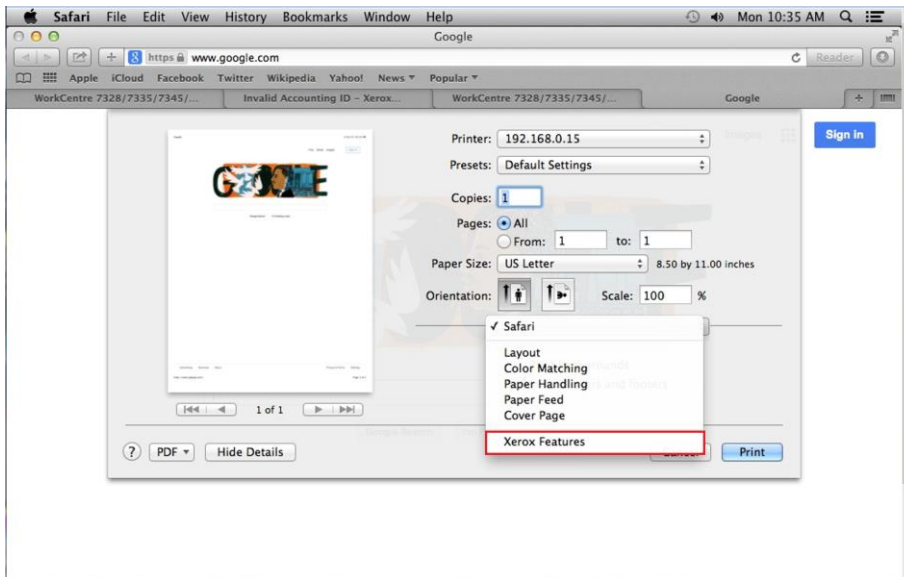 Safari File Edit View History Bookmarks Window Help Mon 10:35 AM
Google
https www.google.com Reader
Apple iCloud Facebook Twitter Wikipedia Yahoo! News Popular
WorkCentre 7328/7335/7345/... Invalid Accounting ID - Xerox... WorkCentre 7328/7335/7345/... Google
Images Sign in
Printer: 192.168.0.15
Presets: Default Settings
Copies: 1
Pages: All
From: 1 to: 1
Paper Size: US Letter 8.50 by 11.00 inches
Orientation: Scale: 100 %
GOOGLE
Safari
Layout
Color Matching
Paper Handling
Paper Feed
Cover Page
1 of 1
Xerox Features
? PDF Hide Details Cancel Print